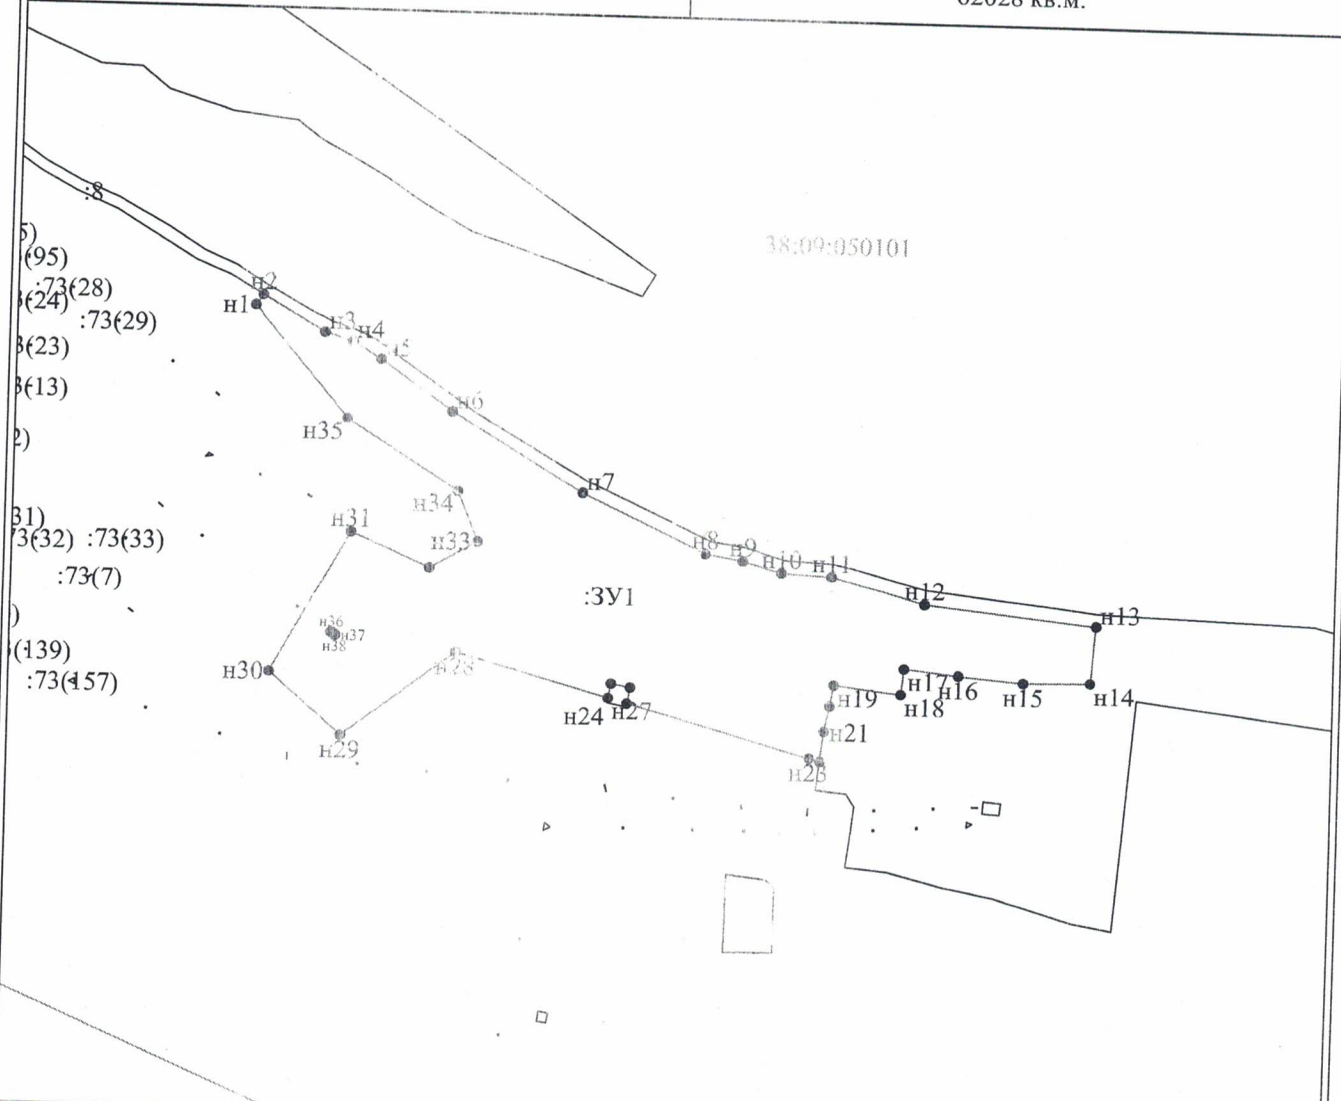 кв.м.
:8
38:09:050101
(95)
н2
:73(28)
(24)
н1
:73(29)
н3
н4
н5
(23)
(13)
н6
н35
н7
н34
31)
н31
73(32)
:73(33)
н33
н8
н9
н10
н11
:73(7)
:ЗУ1
н12
н13
н36
н37
н38
(139)
н30
н28
:73(157)
н17
н16
н15
н14
н19
н18
н24
н27
н21
н29
н23